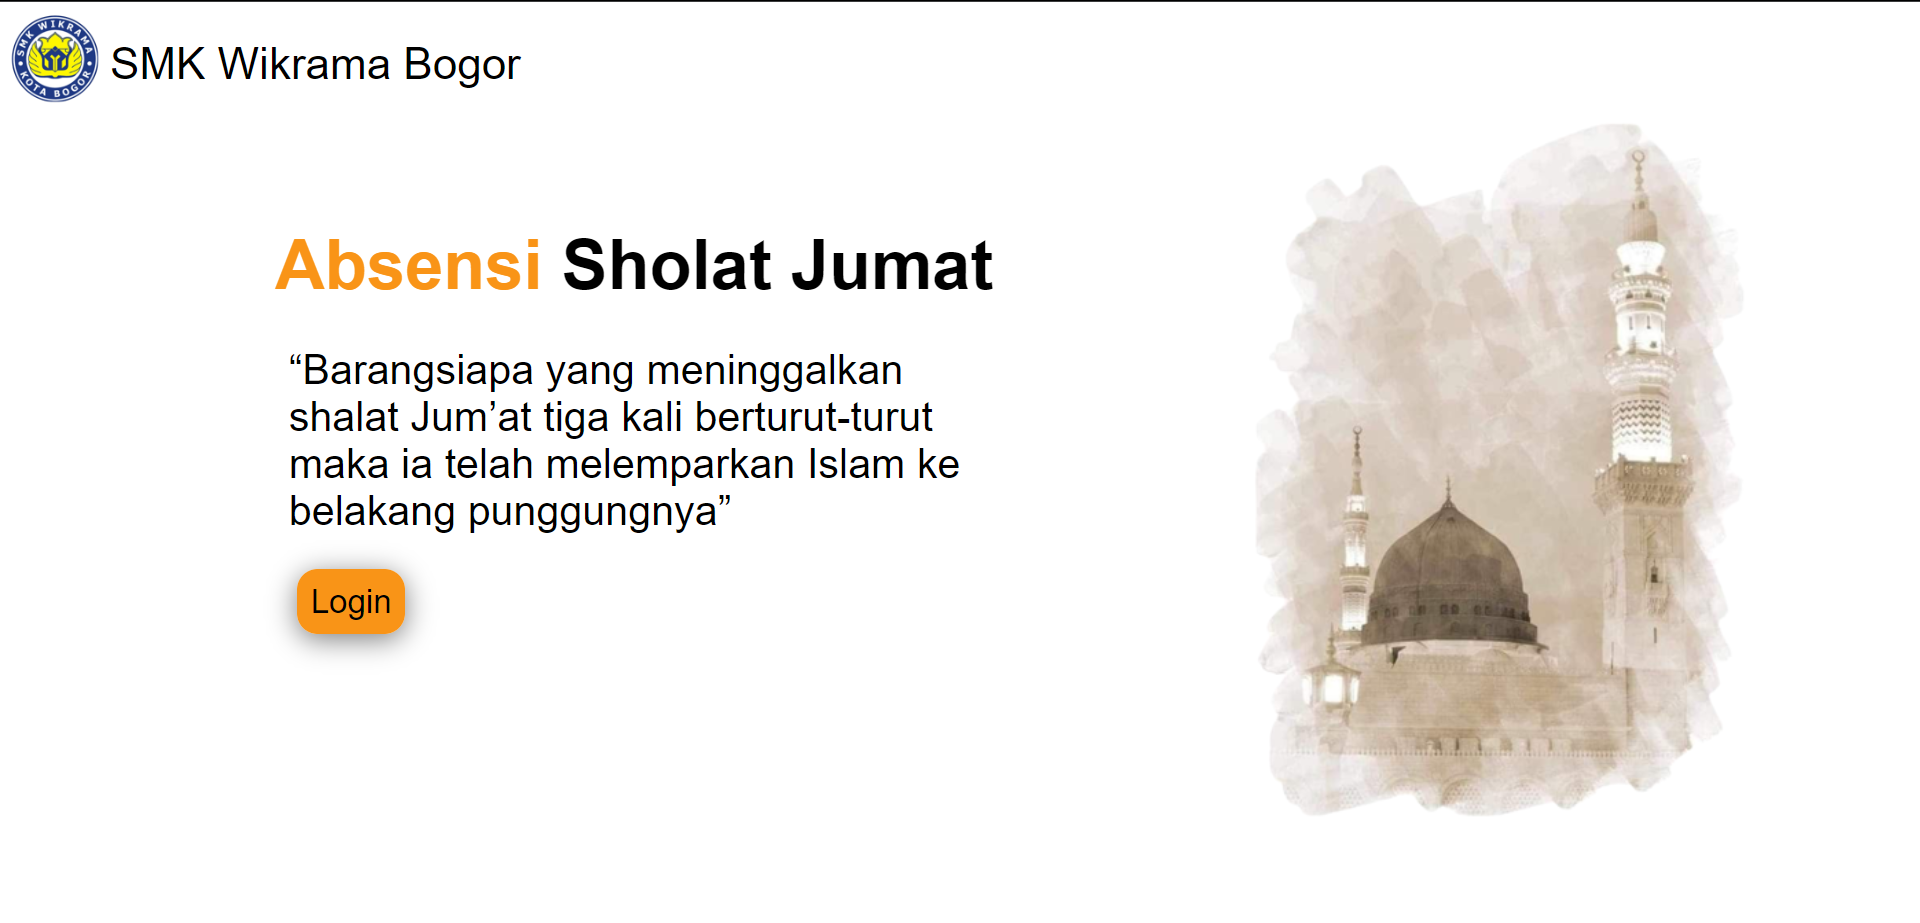 SMK WIKRAMA
KOTA BOGOR
SMK Wikrama Bogor
Absensi Sholat Jumat
“Barangsiapa yang meninggalkan
shalat Jum’at tiga kali berturut-turut
maka ia telah melemparkan Islam ke
belakang punggungnya”
Login